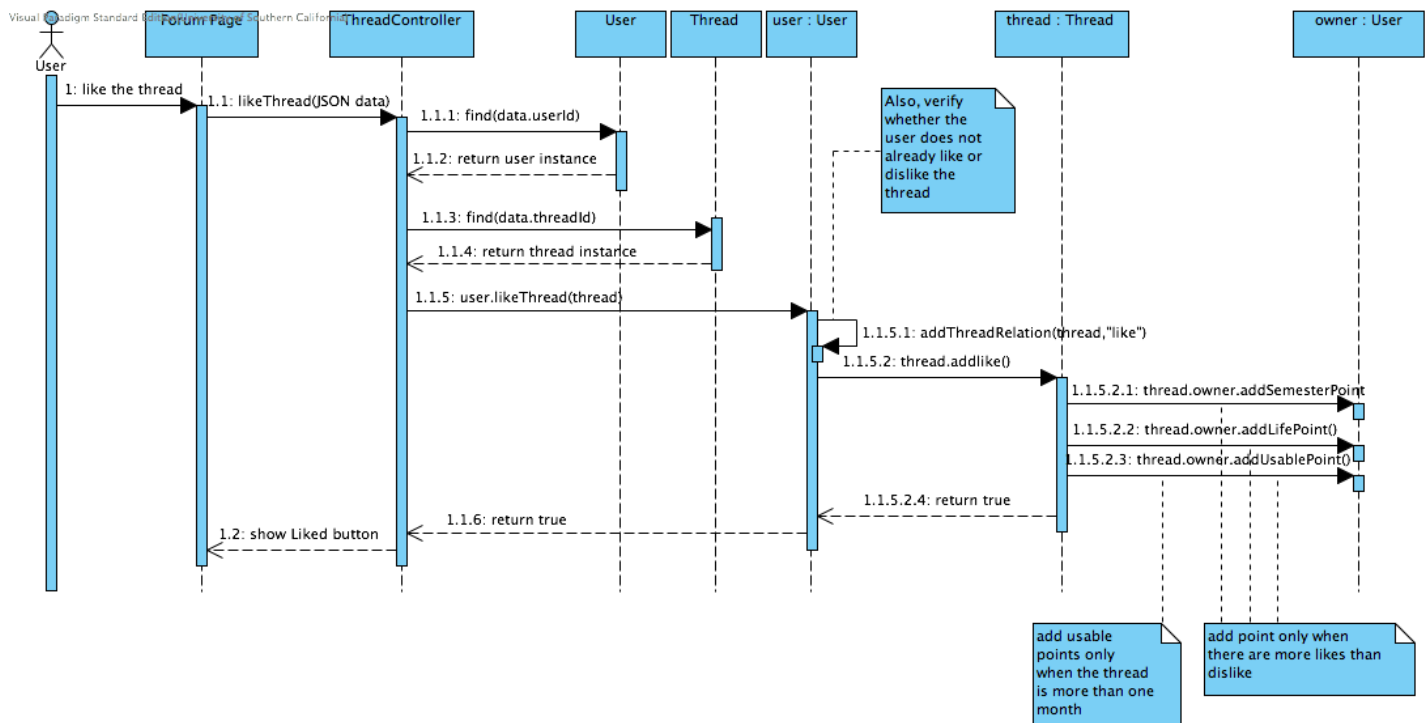 Visual Paradigm Standard Edition(University of Southern California)
User
Forum Page
ThreadController
User
Thread
user : User
thread : Thread
owner : User
1: like the thread
1.1: likeThread(JSON data)
1.1.1: find(data.userId)
1.1.2: return user instance
1.1.3: find(data.threadId)
1.1.4: return thread instance
1.1.5: user.likeThread(thread)
Also, verify
whether the
user does not
already like or
dislike the
thread
1.1.5.1: addThreadRelation(thread,"like")
1.1.5.2: thread.addlike()
1.1.5.2.1: thread.owner.addSemesterPoint
1.1.5.2.2: thread.owner.addLifePoint()
1.1.5.2.3: thread.owner.addUsablePoint()
1.1.5.2.4: return true
1.1.6: return true
1.2: show Liked button
add usable
points only
when the thread
is more than one
month
add point only when
there are more likes than
dislike